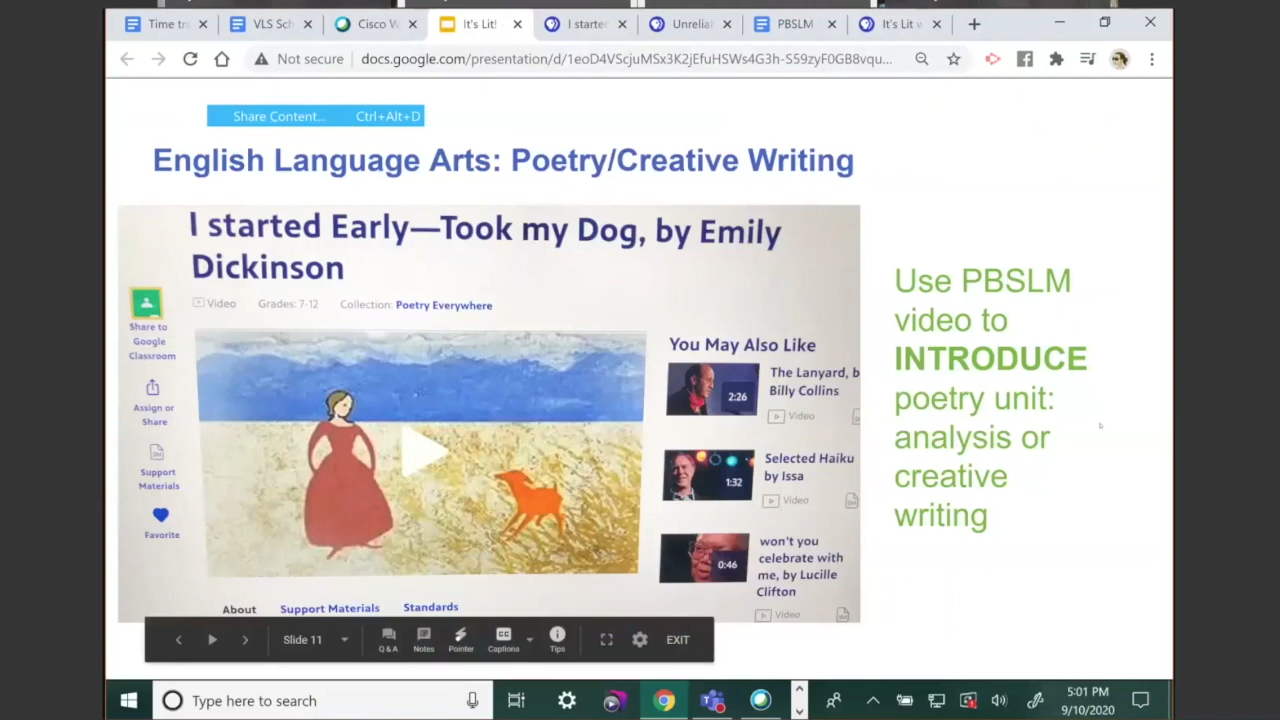 Time tr
VLS Sch
Cisco W
It's Lit!
I starte
Unrelia
PBSLM
It's Lit w
Not secure
docs.google.com/presentation/d/1eoD4VScjuMSx3K2jEfuHSWs4G3h-S59zyF0GB8vqu...
Share Content... Ctrl+Alt+D
English Language Arts: Poetry/Creative Writing
I started Early—Took my Dog, by Emily
Dickinson
Video Grades: 7-12 Collection: Poetry Everywhere
Share to
Google
Classroom
Assign or
Share
Support
Materials
Favorite
You May Also Like
2:26
The Lanyard, b
Billy Collins
Video
1:32
Selected Haiku
by Issa
Video
0:46
won't you
celebrate with
me, by Lucille
Clifton
Video
About Support Materials Standards
Use PBSLM
video to
INTRODUCE
poetry unit:
analysis or
creative
writing
Slide 11
Q & A
Notes
Pointer
CC
Captions
Tips
EXIT
Type here to search
5:01 PM
9/10/2020